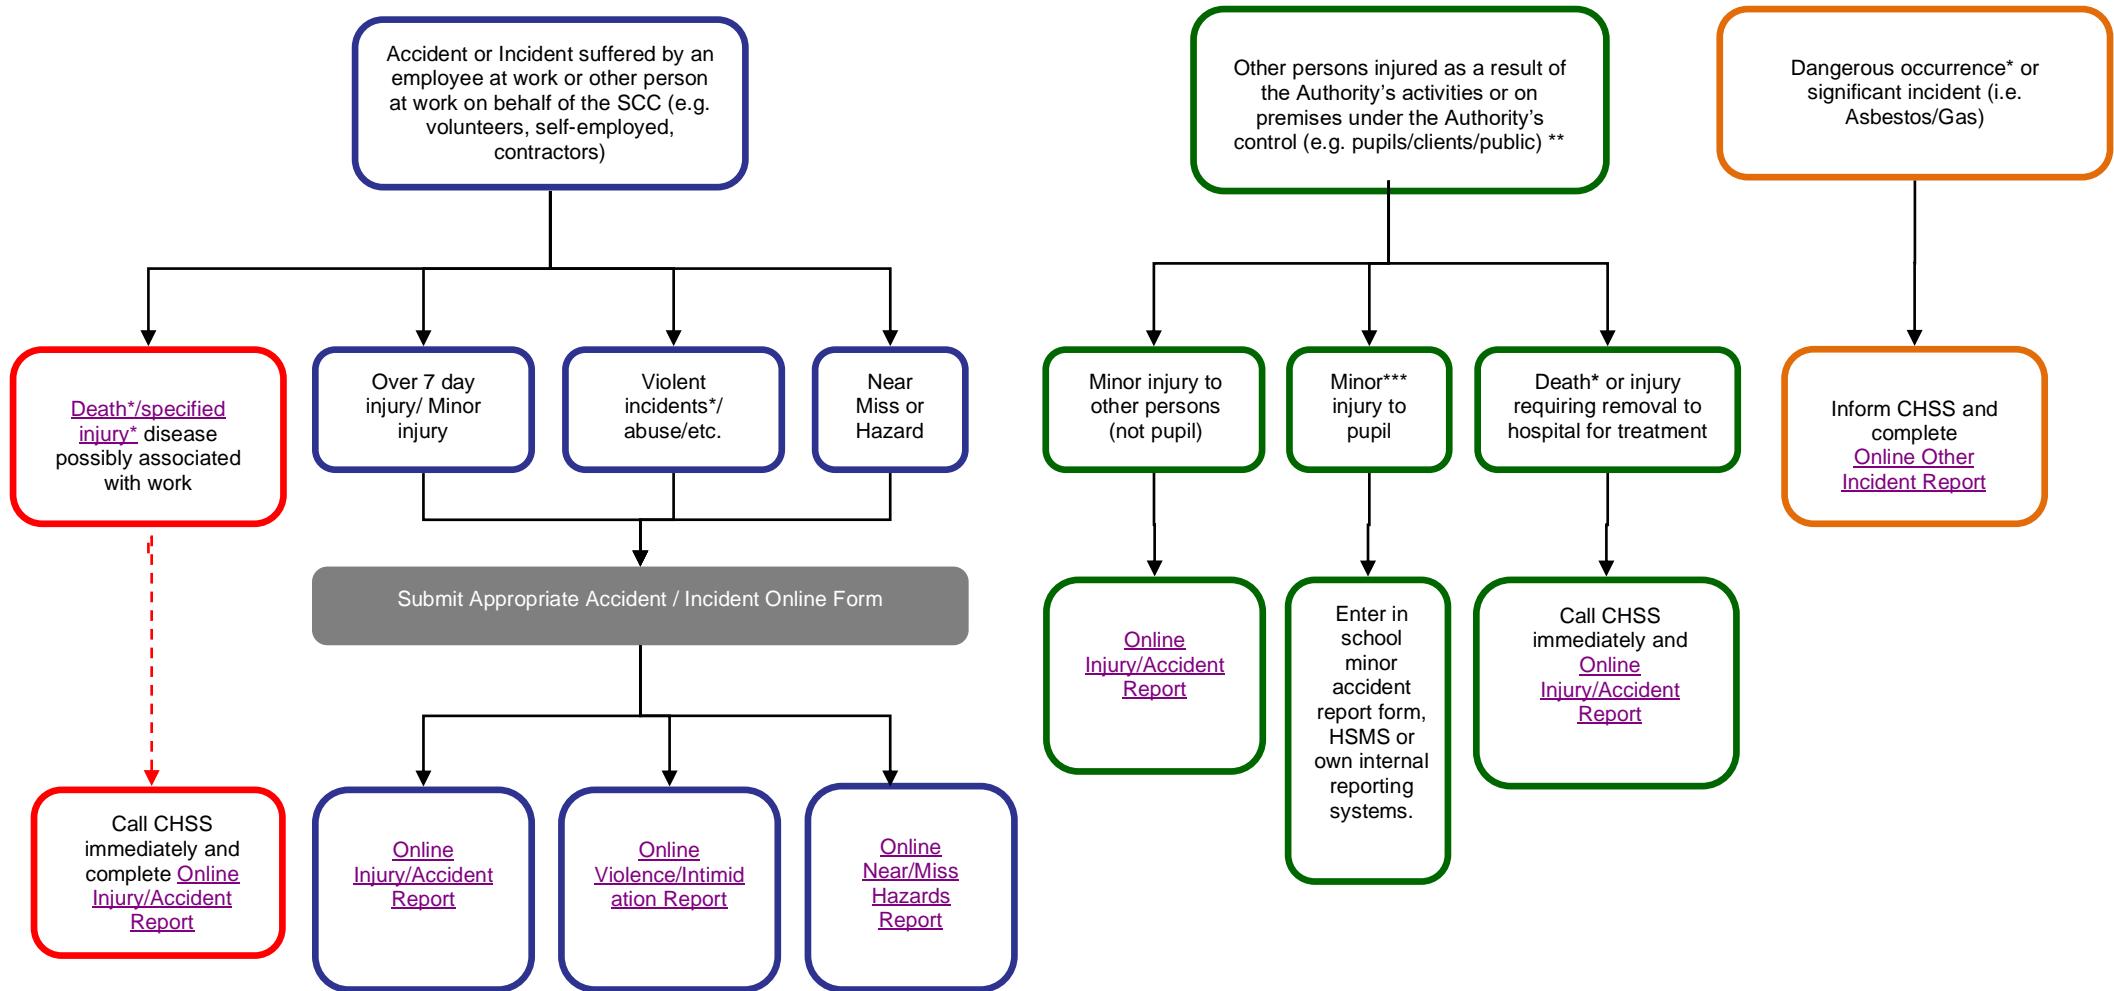 Accident or Incident suffered by an
employee at work or other person
at work on behalf of the SCC (e.g.
volunteers, self-employed,
contractors)
Other persons injured as a result of
the Authority’s activities or on
premises under the Authority’s
control (e.g. pupils/clients/public) **
Dangerous occurrence* or
significant incident (i.e.
Asbestos/Gas)
Death*/specified
injury* disease
possibly associated
with work
Over 7 day
injury/ Minor
injury
Violent
incidents*/
abuse/etc.
Near
Miss or
Hazard
Minor injury to
other persons
(not pupil)
Minor***
injury to
pupil
Death* or injury
requiring removal to
hospital for treatment
Inform CHSS and
complete
Online Other
Incident Report
Submit Appropriate Accident / Incident Online Form
Online
Injury/Accident
Report
Enter in
school
minor
accident
report form,
HSMS or
own internal
reporting
systems.
Call CHSS
immediately and
Online
Injury/Accident
Report
Call CHSS
immediately and
complete Online
Injury/Accident
Report
Online
Injury/Accident
Report
Online
Violence/Intimid
ation Report
Online
Near/Miss
Hazards
Report